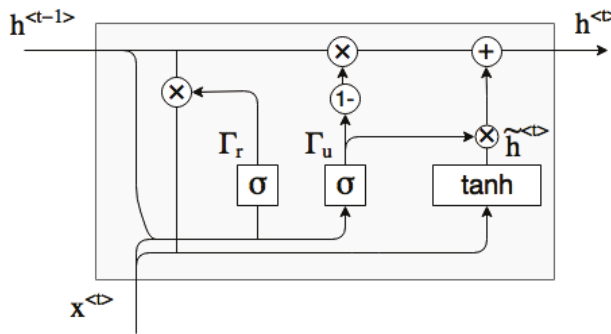 h<t-1>
h<t>
×
+
×
1-
Γr
Γu
×
h̃<t>
σ
σ
tanh
x<t>